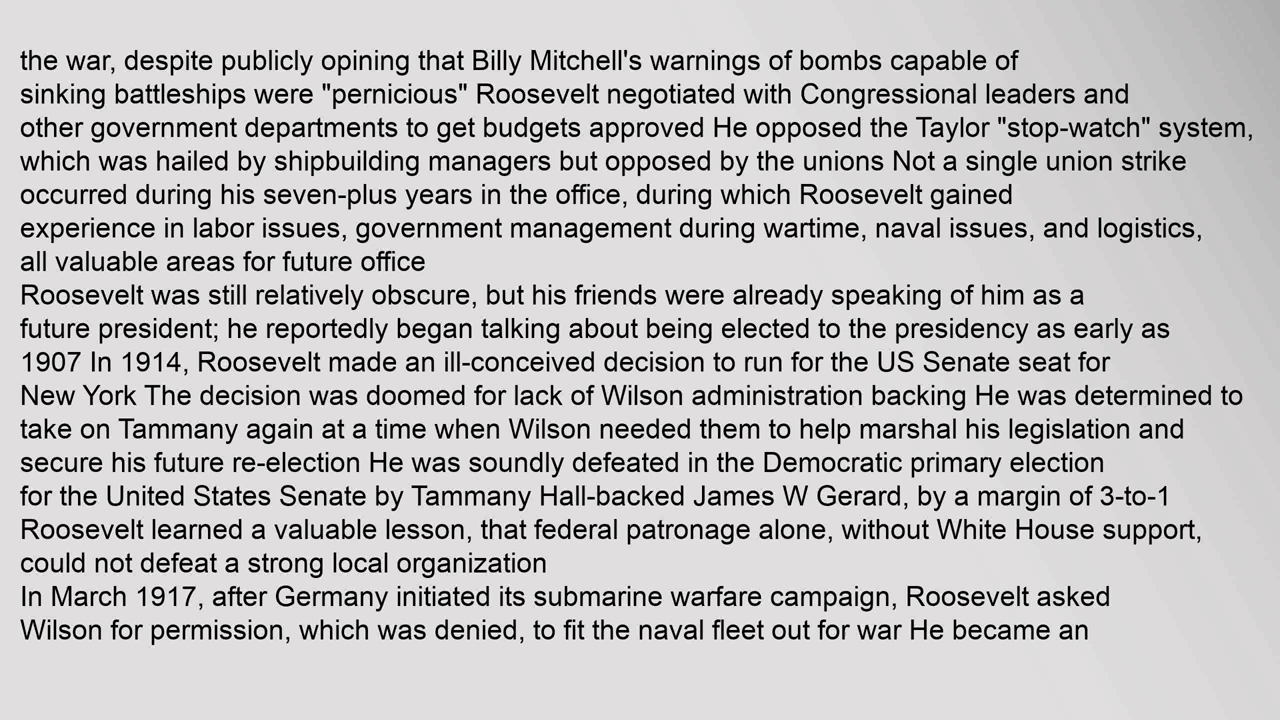 the war, despite publicly opining that Billy Mitchell's warnings of bombs capable of
sinking battleships were "pernicious" Roosevelt negotiated with Congressional leaders and
other government departments to get budgets approved He opposed the Taylor "stop-watch" system,
which was hailed by shipbuilding managers but opposed by the unions Not a single union strike
occurred during his seven-plus years in the office, during which Roosevelt gained
experience in labor issues, government management during wartime, naval issues, and logistics,
all valuable areas for future office
Roosevelt was still relatively obscure, but his friends were already speaking of him as a
future president; he reportedly began talking about being elected to the presidency as early as
1907 In 1914, Roosevelt made an ill-conceived decision to run for the US Senate seat for
New York The decision was doomed for lack of Wilson administration backing He was determined to
take on Tammany again at a time when Wilson needed them to help marshal his legislation and
secure his future re-election He was soundly defeated in the Democratic primary election
for the United States Senate by Tammany Hall-backed James W Gerard, by a margin of 3-to-1
Roosevelt learned a valuable lesson, that federal patronage alone, without White House support,
could not defeat a strong local organization
In March 1917, after Germany initiated its submarine warfare campaign, Roosevelt asked
Wilson for permission, which was denied, to fit the naval fleet out for war He became an